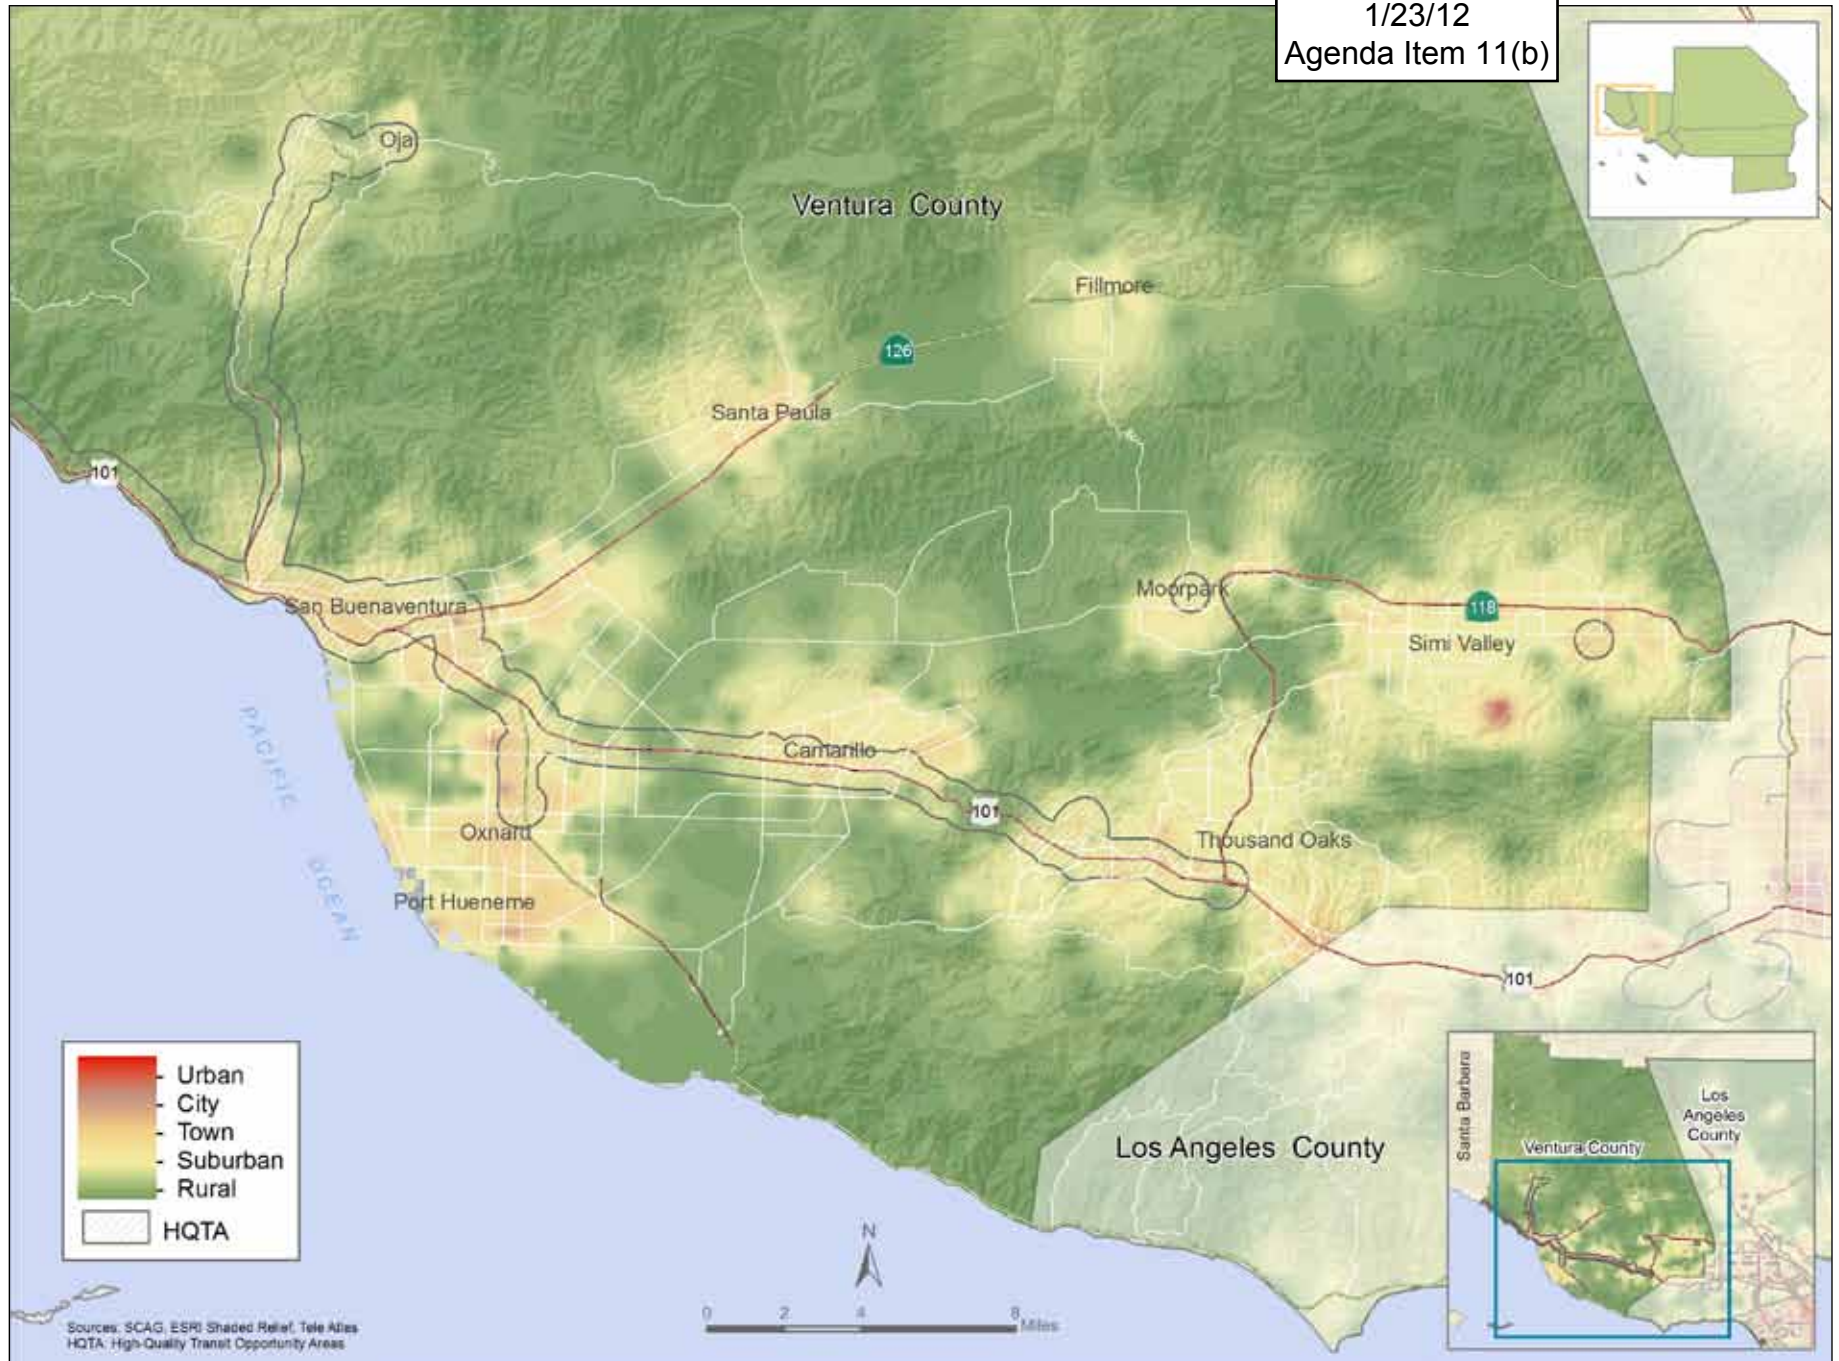 1/23/12
Agenda Item 11(b)
Oja
Ventura County
Fillmore
126
Santa Paula
101
Moorpark
118
San Buenaventura
Simi Valley
PACIFIC
OCEAN
Camarillo
101
Oxnard
Thousand Oaks
Port Hueneme
101
Urban
City
Town
Suburban
Rural
HQTA
Los Angeles County
Santa Barbara
Los
Angeles
County
Ventura County
N
0 2 4 8
Miles
Sources: SCAG, ESRI Shaded Relief, Tele Atlas
HQTA: High-Quality Transit Opportunity Areas